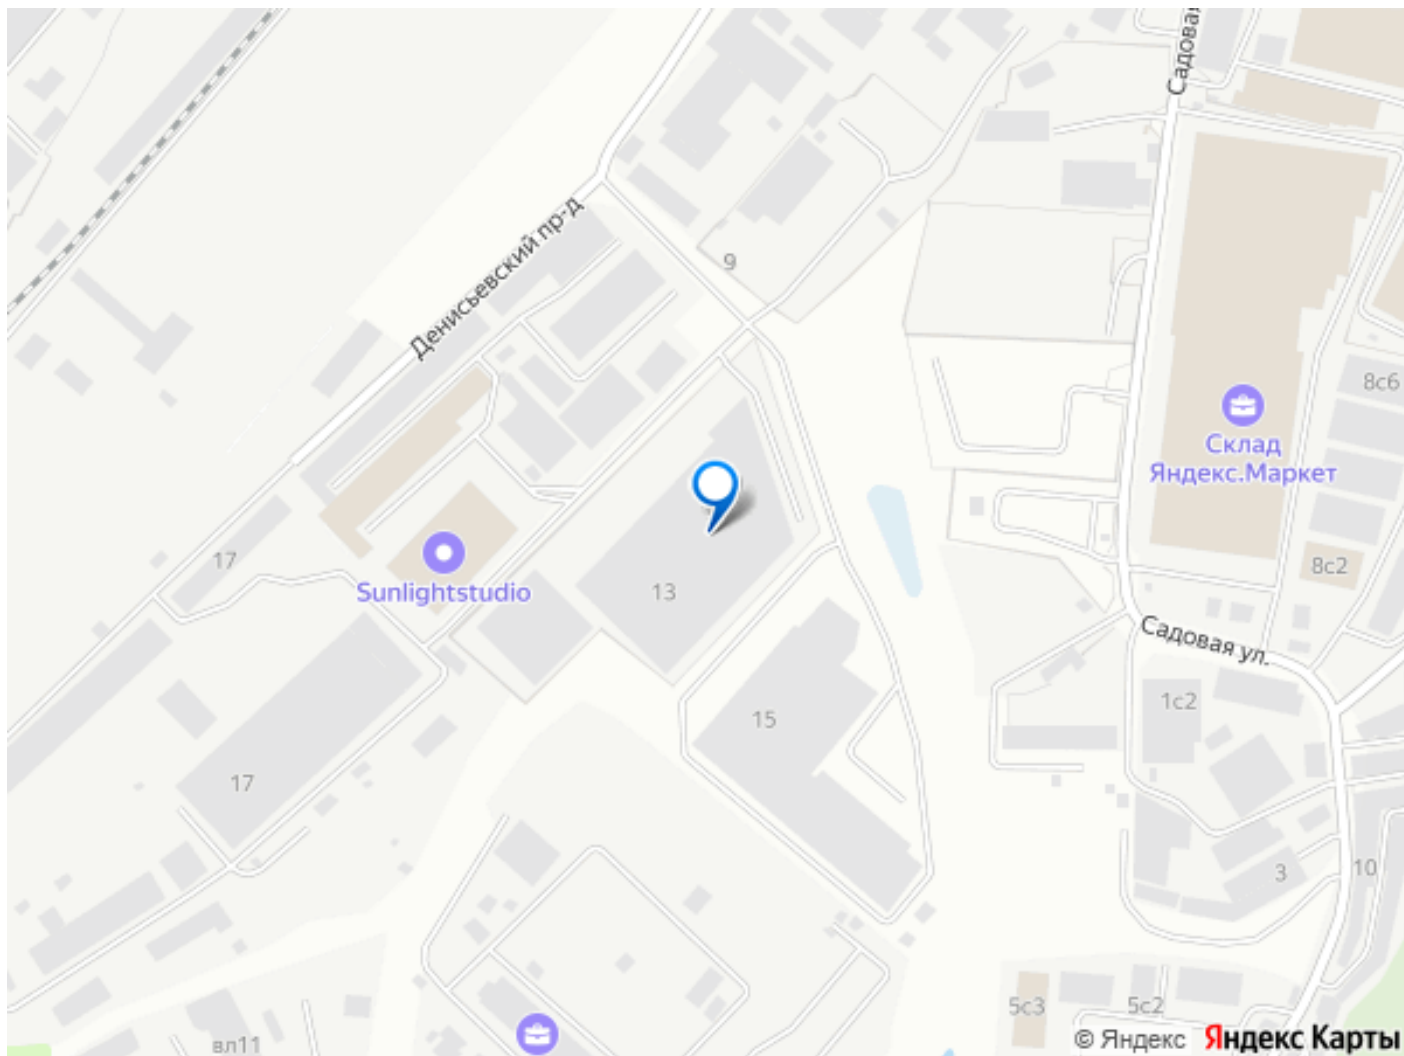 Садовая
Денисьевский пр-д
9
8с6
Склад
Яндекс.Маркет
17
Sunlightstudio
13
8с2
Садовая ул.
1с2
15
17
3
10
5с3
5с2
вл11
© Яндекс Яндекс Карты